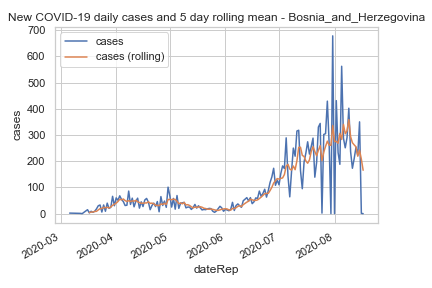 New COVID-19 daily cases and 5 day rolling mean - Bosnia_and_Herzegovina
700
600
500
400
300
200
100
0
cases
cases (rolling)
cases
2020-03
2020-04
2020-05
2020-06
2020-07
2020-08
dateRep